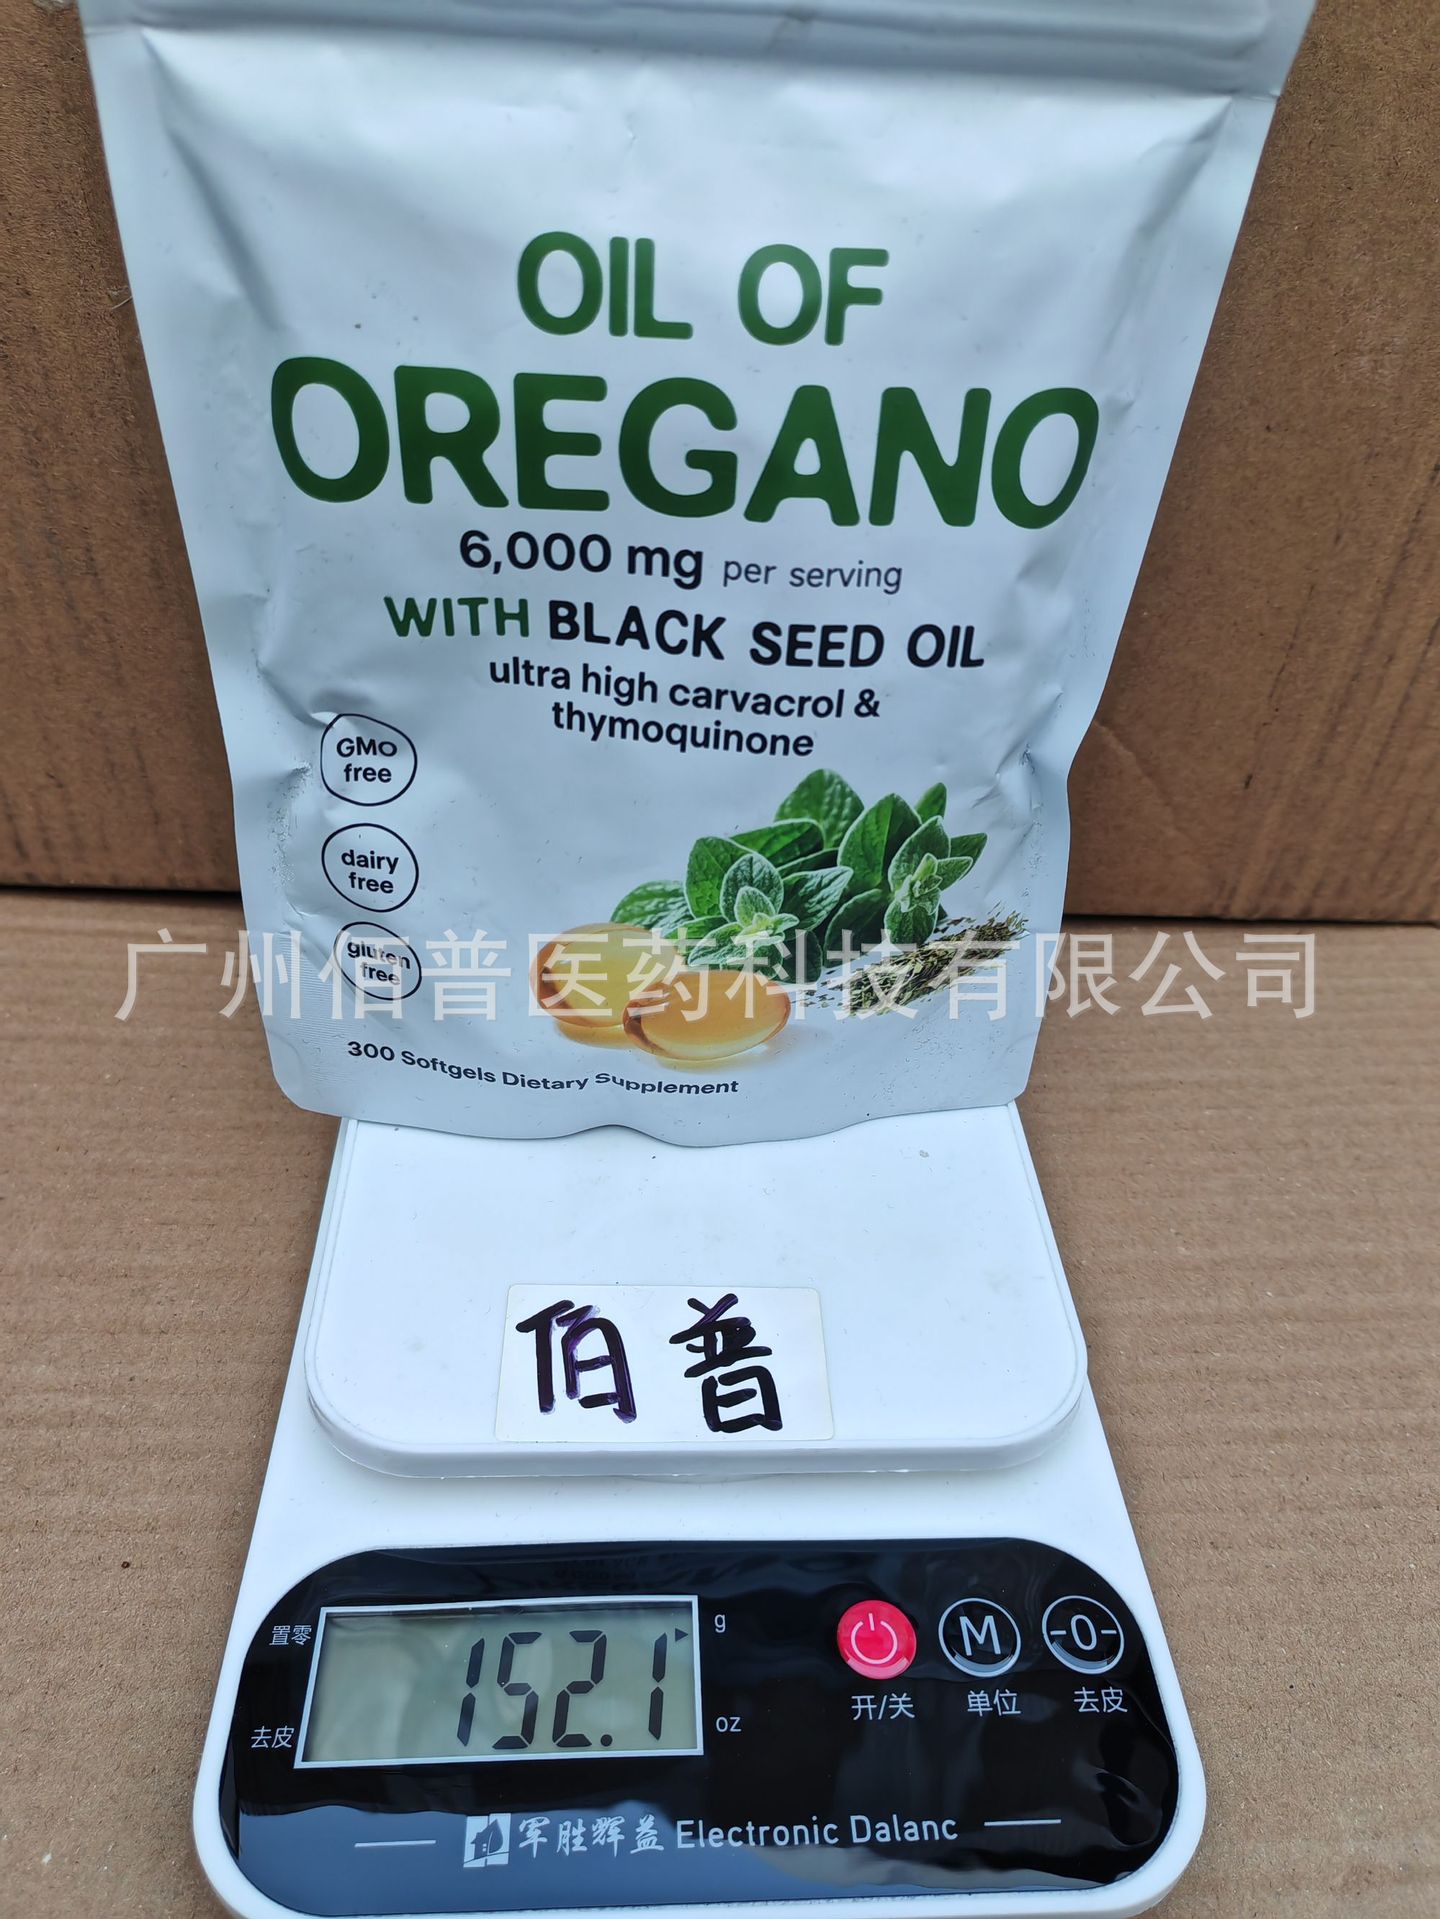 OIL OF
OREGANO
6,000 mg per serving
WITH BLACK SEED OIL
ultra high carvacrol &
thymoquinone
GMO
free
dairy
free
gluten
free
广州佰普医药科技有限公司
300 Softgels Dietary Supplement
佰普
置零
去皮
152.1
g
oz
M
-0-
开/关
单位
去皮
军胜辉益 Electronic Dalanc